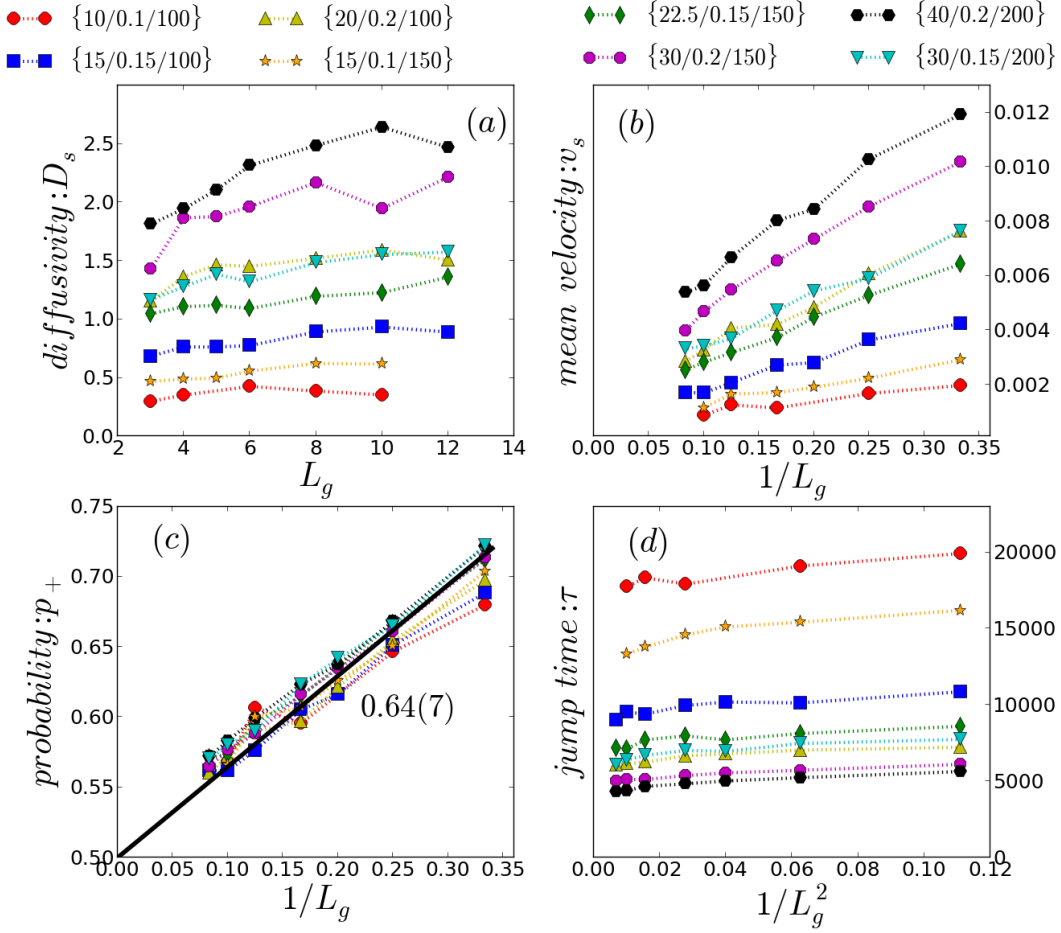 {10/0.1/100} {20/0.2/100} {22.5/0.15/150} {40/0.2/200}
{15/0.15/100} {15/0.1/150} {30/0.2/150} {30/0.15/200}
(a)
diffusivity:D_s
2.5
2.0
1.5
1.0
0.5
0.0
2 4 6 8 10 12 14
L_g
(b)
mean velocity:v_s
0.012
0.010
0.008
0.006
0.004
0.002
0.00 0.05 0.10 0.15 0.20 0.25 0.30 0.35
1/L_g
(c)
probability:p_+
0.75
0.70
0.65
0.60
0.55
0.50
0.64(7)
0.00 0.05 0.10 0.15 0.20 0.25 0.30 0.35
1/L_g
(d)
jump time:τ
20000
15000
10000
5000
0
0.00 0.02 0.04 0.06 0.08 0.10 0.12
1/L_g^2